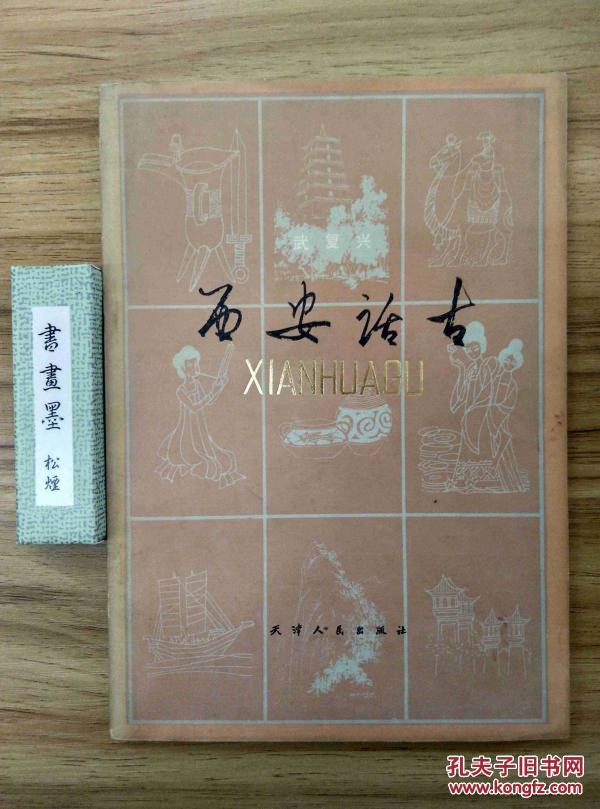 武复兴
西安话古
XIANHUAGU
天津人民出版社
書畫墨 松煙
孔夫子旧书网
www.kongfz.com